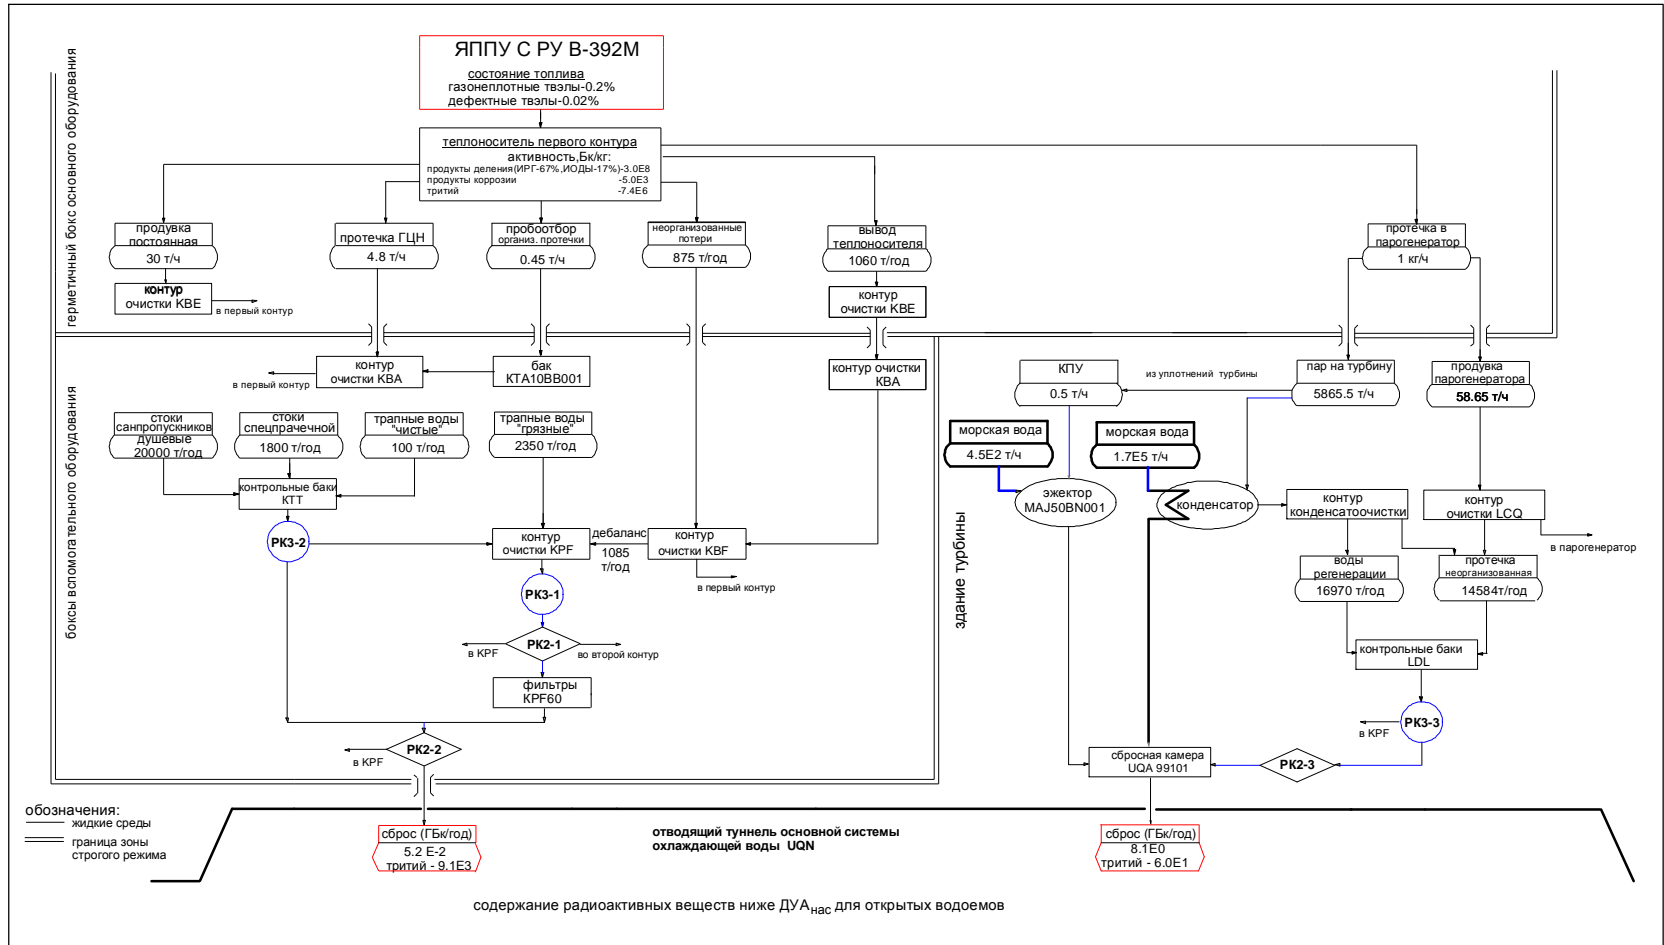 ЯППУ С РУ В-392М
состояние топлива
газонеплотные твэлы-0.2%
дефектные твэлы-0.02%
герметичный бокс основного оборудования
теплоноситель первого контура
активность,Бк/кг:
продукты деления(ИРГ-67%,ИОДЫ-17%)-3.0Е8
продукты коррозии -5.0Е3
тритий -7.4Е6
продувка
постоянная
30 т/ч
протечка ГЦН
4.8 т/ч
пробоотбор
организ. протечки
0.45 т/ч
неорганизованные
потери
875 т/год
вывод
теплоносителя
1060 т/год
протечка в
парогенератор
1 кг/ч
контур
очистки КВЕ
в первый контур
контур
очистки КВЕ
боксы вспомогательного оборудования
контур
очистки КВА
в первый контур
бак
КТА10ВВ001
контур очистки
КВА
здание турбины
КПУ
0.5 т/ч
из уплотнений турбины
пар на турбину
5865.5 т/ч
продувка
парогенератора
58.65 т/ч
стоки
санпропускников
душевые
20000 т/год
стоки
спецпрачечной
1800 т/год
трапные воды
"чистые"
100 т/год
трапные воды
"грязные"
2350 т/год
морская вода
4.5Е2 т/ч
морская вода
1.7Е5 т/ч
контрольные баки
КТТ
эжектор
MAJ50BN001
конденсатор
контур
конденсатоочистки
контур
очистки LCQ
в парогенератор
РК3-2
контур
очистки KPF
дебаланс
1085
т/год
контур
очистки KBF
в первый контур
воды
регенерации
16970 т/год
протечка
неорганизованная
14584т/год
РК3-1
РК2-1
в KPF
во второй контур
фильтры
KPF60
контрольные баки
LDL
РК3-3
в KPF
РК2-2
в KPF
сбросная камера
UQA 99101
РК2-3
обозначения:
жидкие среды
граница зоны
строгого режима
сброс (ГБк/год)
5.2 Е-2
тритий - 9.1Е3
отводящий туннель основной системы
охлаждающей воды UQN
сброс (ГБк/год)
8.1Е0
тритий - 6.0Е1
содержание радиоактивных веществ ниже ДУАнас для открытых водоемов